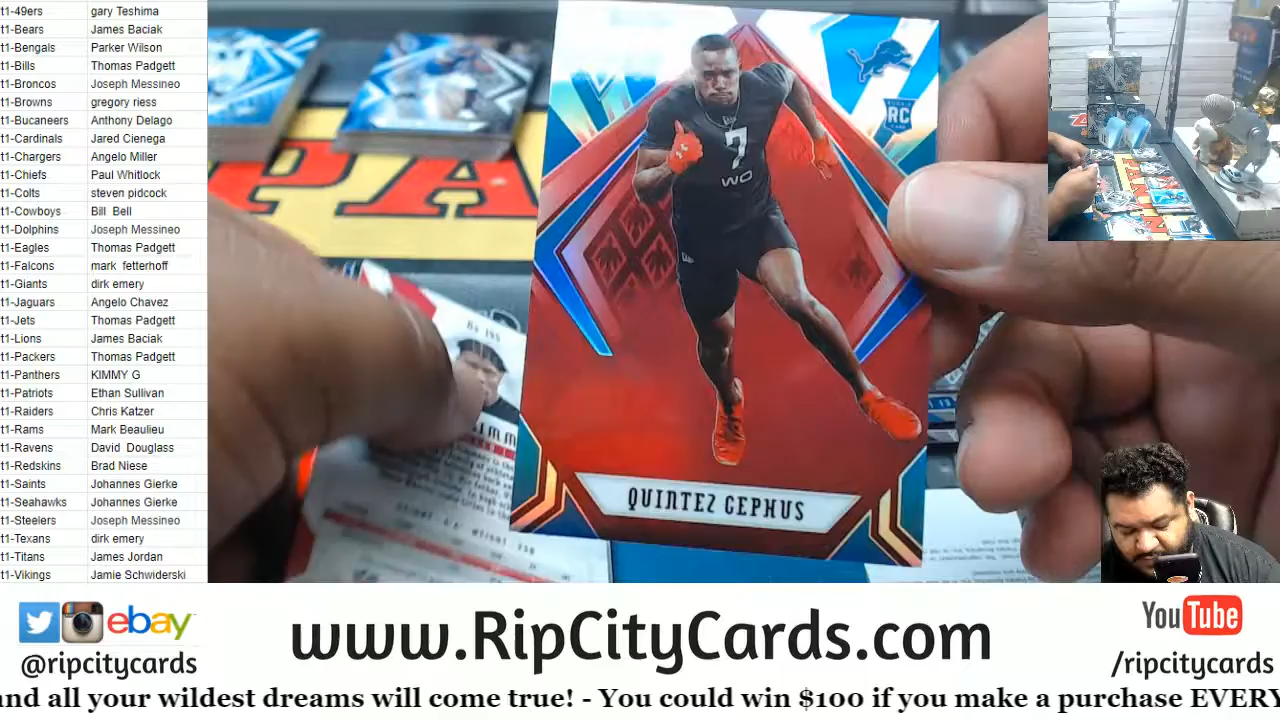 t1-49ers gary Teshima
t1-Bears James Baciak
t1-Bengals Parker Wilson
t1-Bills Thomas Padgett
t1-Broncos Joseph Messineo
t1-Browns gregory riess
t1-Bucaneers Anthony Delago
t1-Cardinals Jared Cienega
t1-Chargers Angelo Miller
t1-Chiefs Paul Whitlock
t1-Colts steven pidcock
t1-Cowboys Bill Bell
t1-Dolphins Joseph Messineo
t1-Eagles Thomas Padgett
t1-Falcons mark fetterhoff
t1-Giants dirk emery
t1-Jaguars Angelo Chavez
t1-Jets Thomas Padgett
t1-Lions James Baciak
t1-Packers Thomas Padgett
t1-Panthers KIMMY G
t1-Patriots Ethan Sullivan
t1-Raiders Chris Katzer
t1-Rams Mark Beaulieu
t1-Ravens David Douglass
t1-Redskins Brad Niese
t1-Saints Johannes Gierke
t1-Seahawks Johannes Gierke
t1-Steelers Joseph Messineo
t1-Texans dirk emery
t1-Titans James Jordan
t1-Vikings Jamie Schwiderski
PA
RC
7
WO
QUINTEZ CEPHUS
ebay
@ripcitycards
www.RipCityCards.com
YouTube
/ripcitycards
and all your wildest dreams will come true! - You could win $100 if you make a purchase EVERY